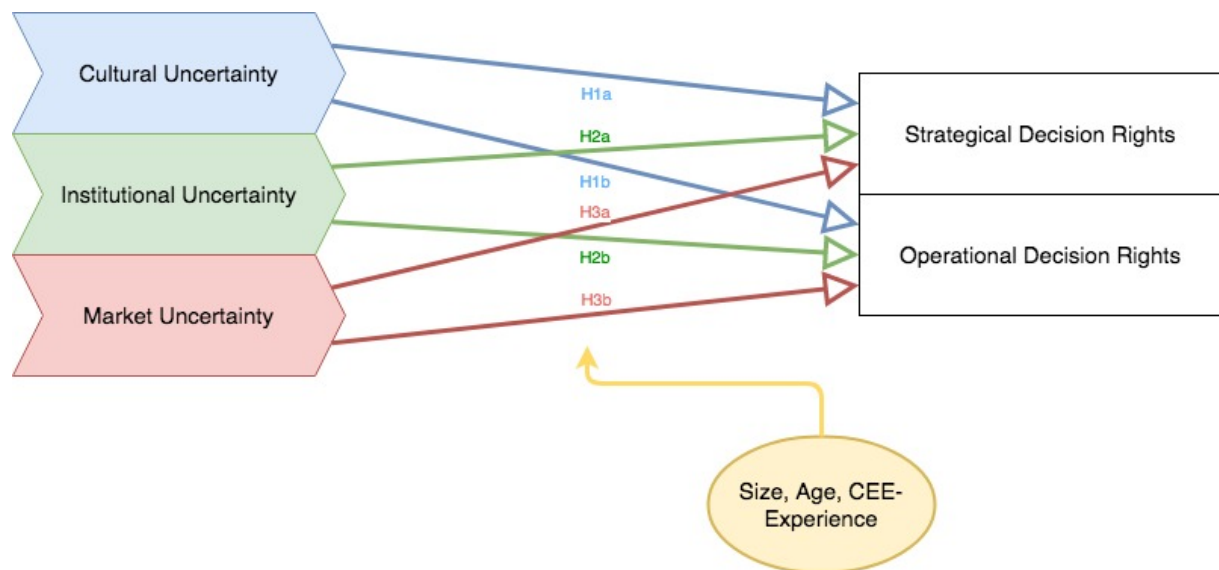 Cultural Uncertainty
H1a
Strategical Decision Rights
H2a
Institutional Uncertainty
H1b
H3a
H2b
Operational Decision Rights
Market Uncertainty
H3b
Size, Age, CEE-
Experience